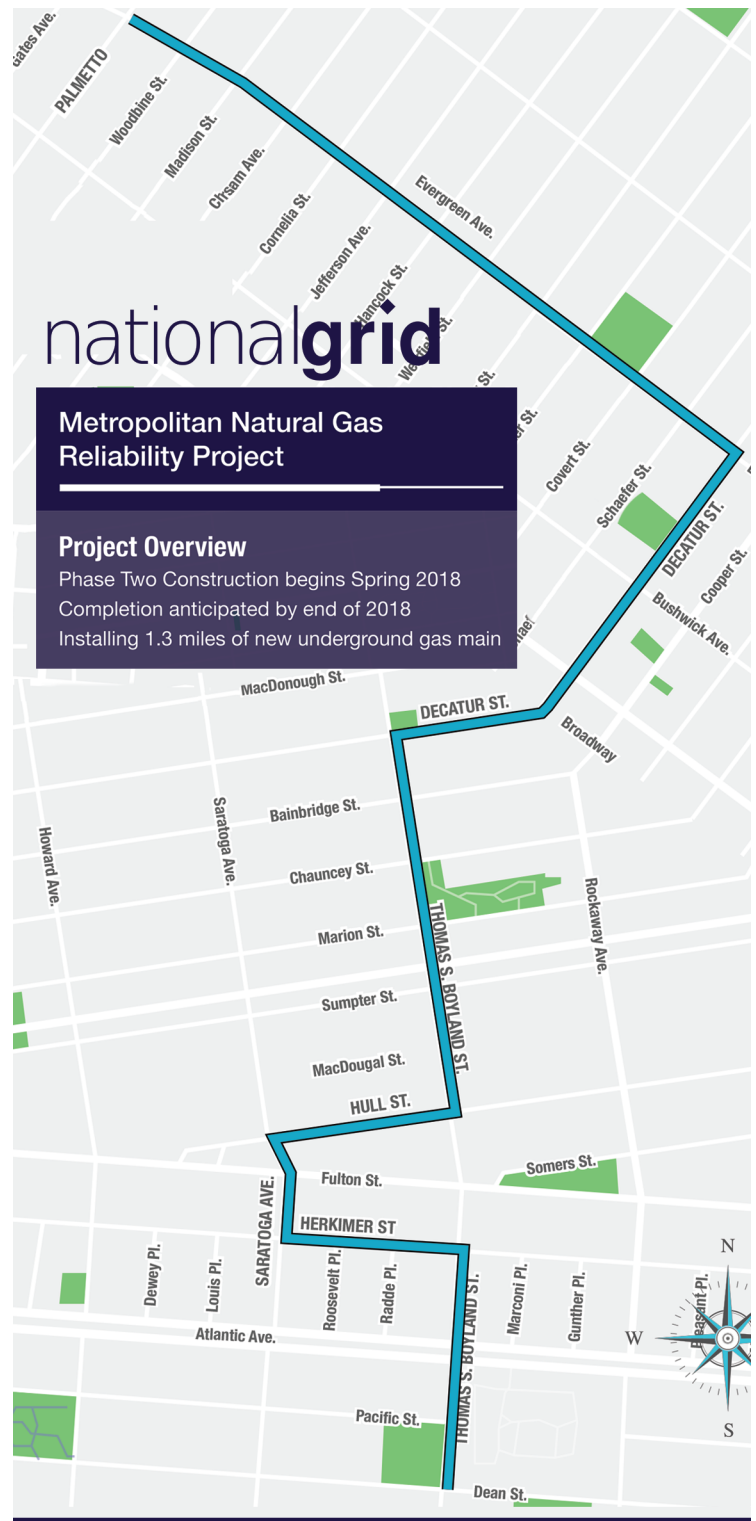 Gates Ave.
PALMETTO
Woodbine St.
Madison St.
Chrsam Ave.
Cornelia St.
Evergreen Ave.
Jefferson Ave.
Hancock St.
nationalgrid
St.
Metropolitan Natural Gas
Reliability Project
Covert St.
Schaefer St.
DECATUR ST.
Project Overview
Phase Two Construction begins Spring 2018
Completion anticipated by end of 2018
Installing 1.3 miles of new underground gas main
Cooper St.
Bushwick Ave.
MacDonough St.
DECATUR ST.
Broadway
Bainbridge St.
Saratoga Ave.
Howard Ave.
Chauncey St.
Rockaway Ave.
THOMAS S. BOYLAND ST.
Marion St.
Sumpter St.
MacDougal St.
HULL ST.
Somers St.
Fulton St.
SARATOGA AVE.
HERKIMER ST
N
Dewey Pl.
Louis Pl.
Roosevelt Pl.
Radde Pl.
THOMAS S. BOYLAND ST.
Marconi Pl.
Gunther Pl.
W
Atlantic Ave.
S
Pacific St.
Dean St.